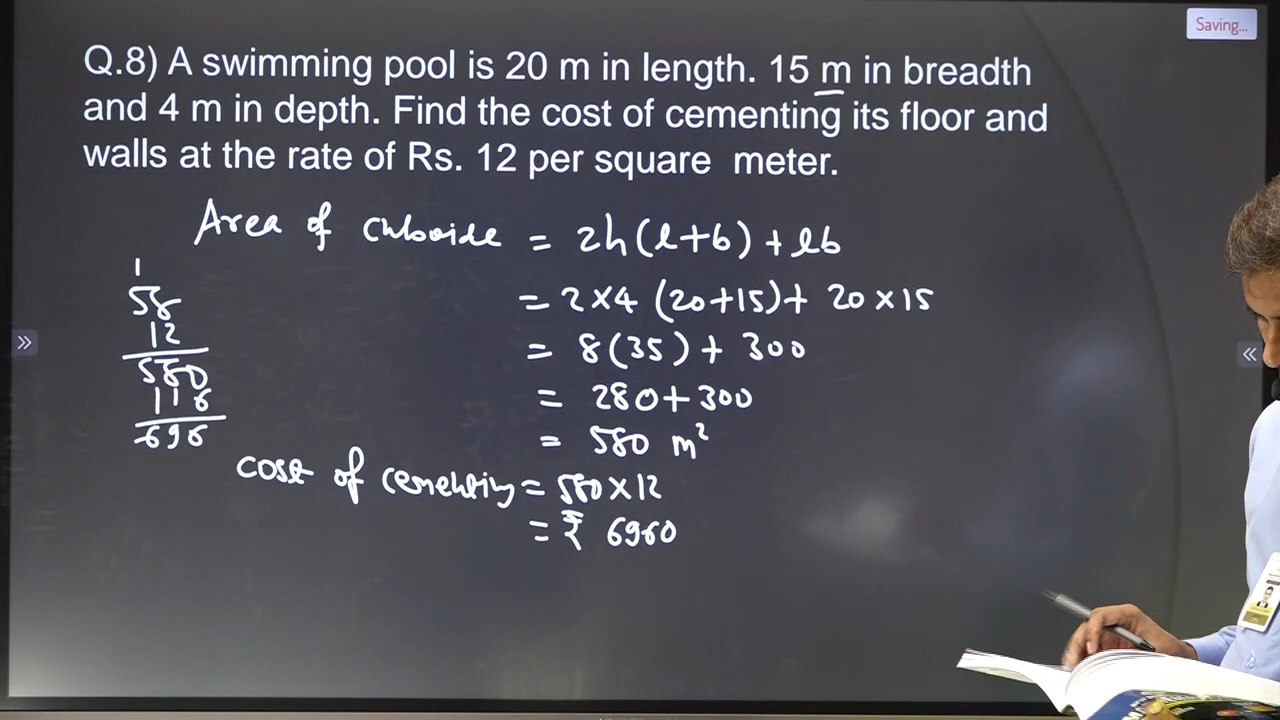 Saving...
Q.8) A swimming pool is 20 m in length. 15 m in breadth
and 4 m in depth. Find the cost of cementing its floor and
walls at the rate of Rs. 12 per square meter.
Area of cuboide = 2h(l+b) + lb
= 2×4 (20+15) + 20×15
= 8(35) + 300
= 280+300
= 580 m²
cost of cementing = 580×12
= ₹ 6960
1
58
12
580
116
696